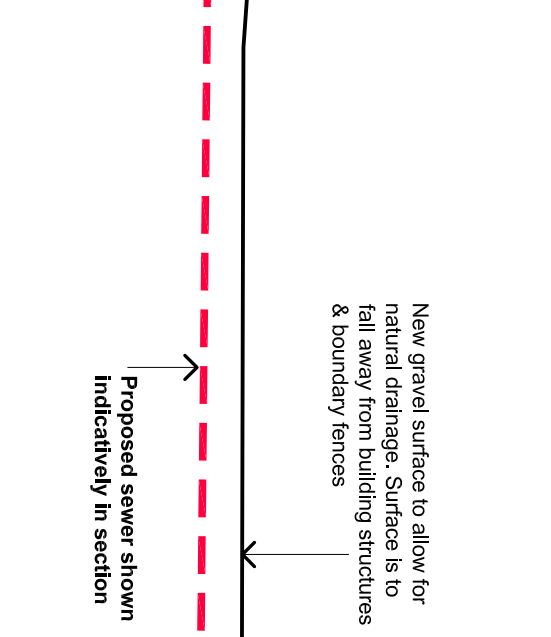 New gravel surface to allow for
natural drainage. Surface is to
fall away from building structures
& boundary fences
Proposed sewer shown
indicatively in section